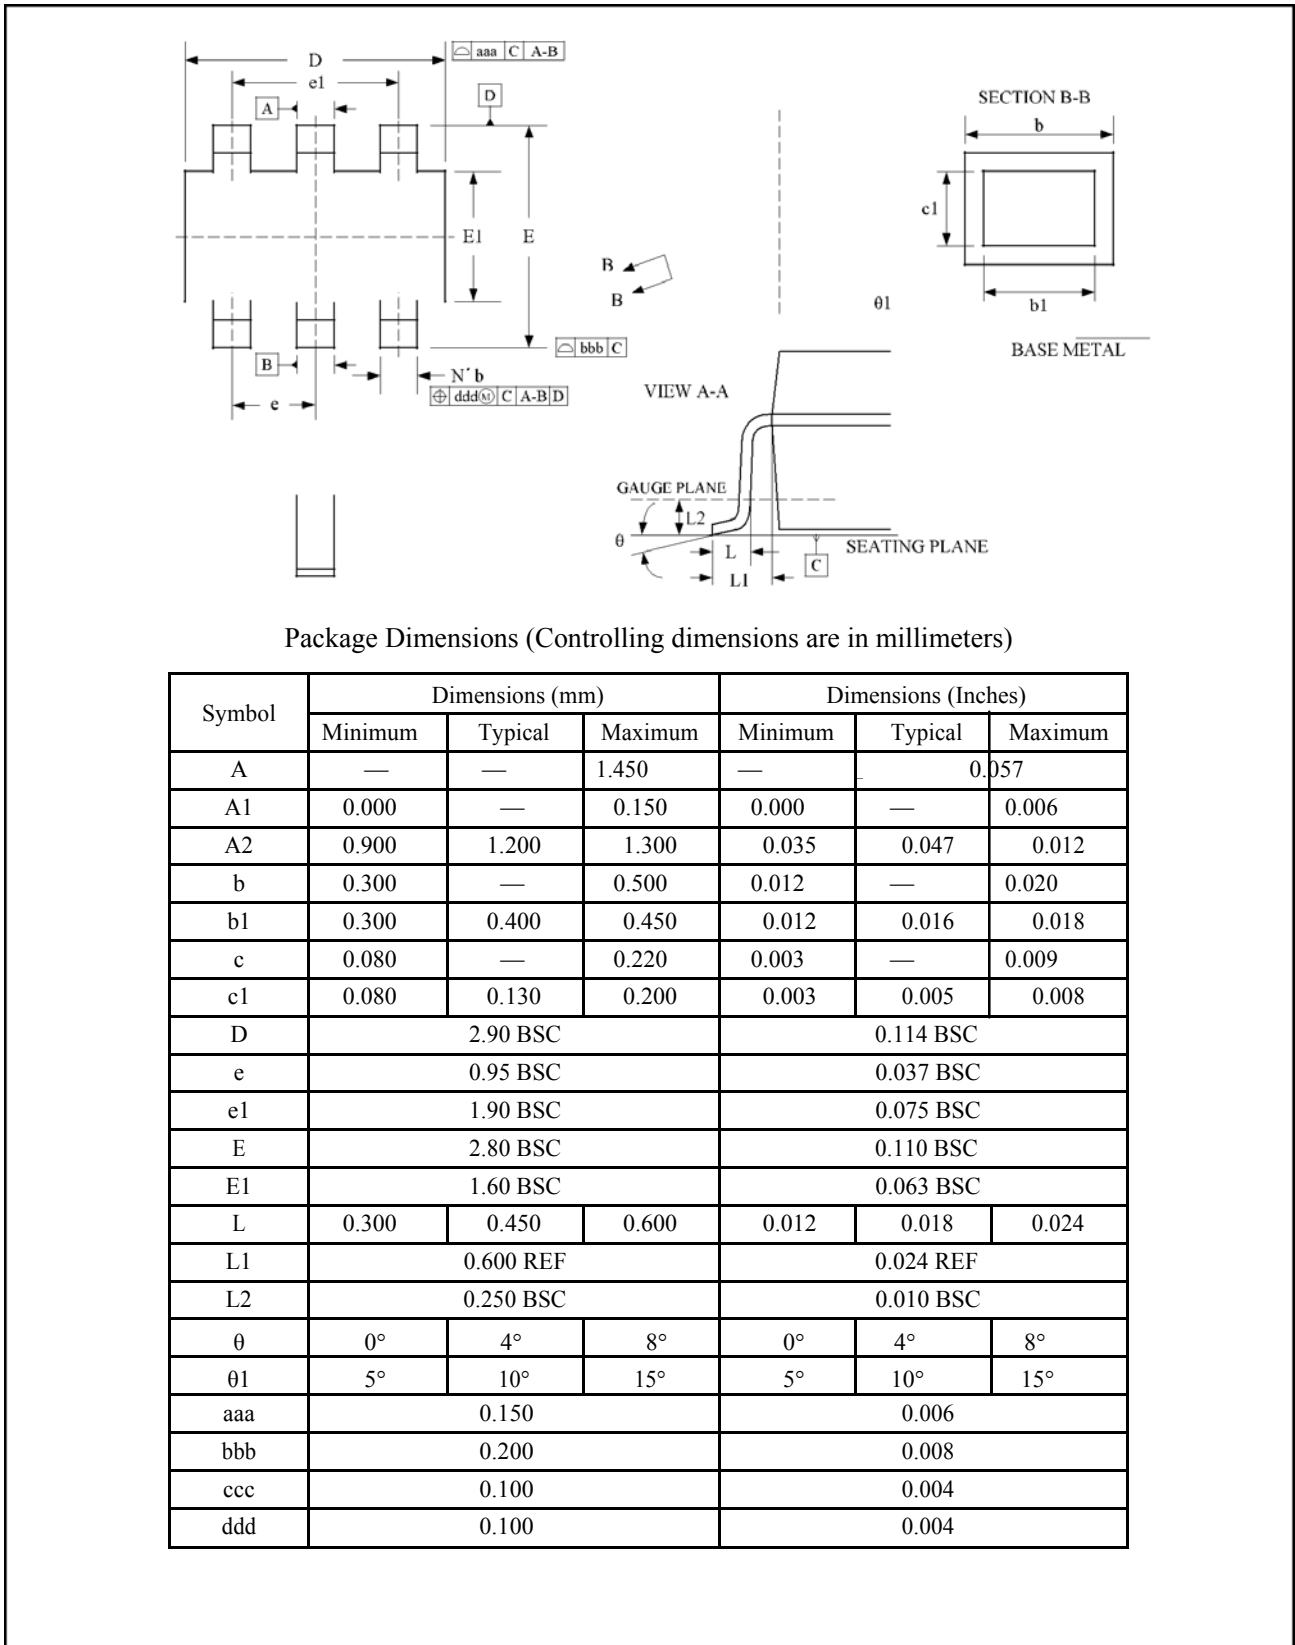 D
aaa C A-B
e1
A
D
SECTION B-B
b
c1
E1
E
B
B
θ1
b1
bbb C
BASE METAL
B
N´b
VIEW A-A
ddd Ⓜ C A-B D
e
GAUGE PLANE
L2
θ
L
SEATING PLANE
C
L1
Package Dimensions (Controlling dimensions are in millimeters)
Symbol Dimensions (mm) Dimensions (Inches)
Minimum Typical Maximum Minimum Typical Maximum
A — — 1.450 — _ 0.057
A1 0.000 — 0.150 0.000 — 0.006
A2 0.900 1.200 1.300 0.035 0.047 0.012
b 0.300 — 0.500 0.012 — 0.020
b1 0.300 0.400 0.450 0.012 0.016 0.018
c 0.080 — 0.220 0.003 — 0.009
c1 0.080 0.130 0.200 0.003 0.005 0.008
D 2.90 BSC 0.114 BSC
e 0.95 BSC 0.037 BSC
e1 1.90 BSC 0.075 BSC
E 2.80 BSC 0.110 BSC
E1 1.60 BSC 0.063 BSC
L 0.300 0.450 0.600 0.012 0.018 0.024
L1 0.600 REF 0.024 REF
L2 0.250 BSC 0.010 BSC
θ 0° 4° 8° 0° 4° 8°
θ1 5° 10° 15° 5° 10° 15°
aaa 0.150 0.006
bbb 0.200 0.008
ccc 0.100 0.004
ddd 0.100 0.004